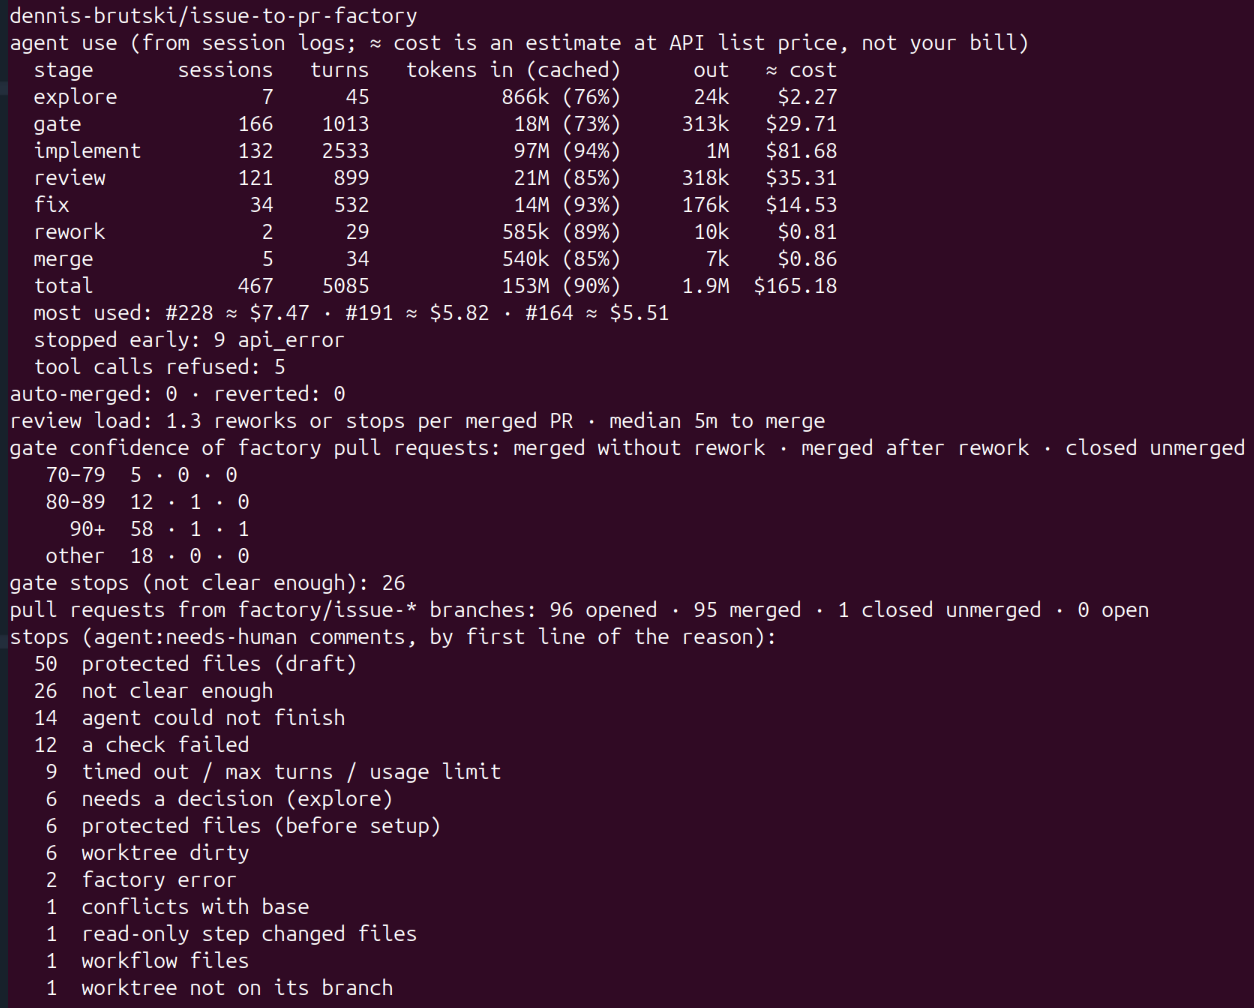 dennis-brutski/issue-to-pr-factory
agent use (from session logs; ≈ cost is an estimate at API list price, not your bill)
stage sessions turns tokens in (cached) out ≈ cost
explore 7 45 866k (76%) 24k $2.27
gate 166 1013 18M (73%) 313k $29.71
implement 132 2533 97M (94%) 1M $81.68
review 121 899 21M (85%) 318k $35.31
fix 34 532 14M (93%) 176k $14.53
rework 2 29 585k (89%) 10k $0.81
merge 5 34 540k (85%) 7k $0.86
total 467 5085 153M (90%) 1.9M $165.18
most used: #228 ≈ $7.47 · #191 ≈ $5.82 · #164 ≈ $5.51
stopped early: 9 api_error
tool calls refused: 5
auto-merged: 0 · reverted: 0
review load: 1.3 reworks or stops per merged PR · median 5m to merge
gate confidence of factory pull requests: merged without rework · merged after rework · closed unmerged
70–79 5 · 0 · 0
80–89 12 · 1 · 0
90+ 58 · 1 · 1
other 18 · 0 · 0
gate stops (not clear enough): 26
pull requests from factory/issue-* branches: 96 opened · 95 merged · 1 closed unmerged · 0 open
stops (agent:needs-human comments, by first line of the reason):
50 protected files (draft)
26 not clear enough
14 agent could not finish
12 a check failed
9 timed out / max turns / usage limit
6 needs a decision (explore)
6 protected files (before setup)
6 worktree dirty
2 factory error
1 conflicts with base
1 read-only step changed files
1 workflow files
1 worktree not on its branch